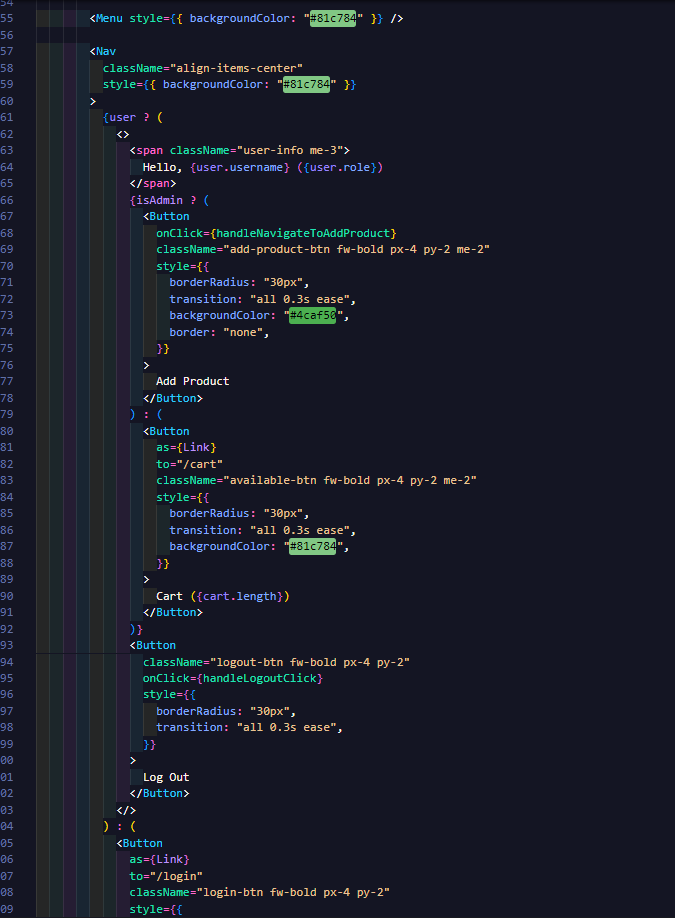 54
55 <Menu style={{ backgroundColor: "#81c784" }} />
56
57 <Nav
58 className="align-items-center"
59 style={{ backgroundColor: "#81c784" }}
60 >
61 {user ? (
62 <>
63 <span className="user-info me-3">
64 Hello, {user.username} ({user.role})
65 </span>
66 {isAdmin ? (
67 <Button
68 onClick={handleNavigateToAddProduct}
69 className="add-product-btn fw-bold px-4 py-2 me-2"
70 style={{
71 borderRadius: "30px",
72 transition: "all 0.3s ease",
73 backgroundColor: "#4caf50",
74 border: "none",
75 }}
76 >
77 Add Product
78 </Button>
79 ) : (
80 <Button
81 as={Link}
82 to="/cart"
83 className="available-btn fw-bold px-4 py-2 me-2"
84 style={{
85 borderRadius: "30px",
86 transition: "all 0.3s ease",
87 backgroundColor: "#81c784",
88 }}
89 >
90 Cart ({cart.length})
91 </Button>
92 )}
93 <Button
94 className="logout-btn fw-bold px-4 py-2"
95 onClick={handleLogoutClick}
96 style={{
97 borderRadius: "30px",
98 transition: "all 0.3s ease",
99 }}
00 >
01 Log Out
02 </Button>
03 </>
04 ) : (
05 <Button
06 as={Link}
07 to="/login"
08 className="login-btn fw-bold px-4 py-2"
09 style={{